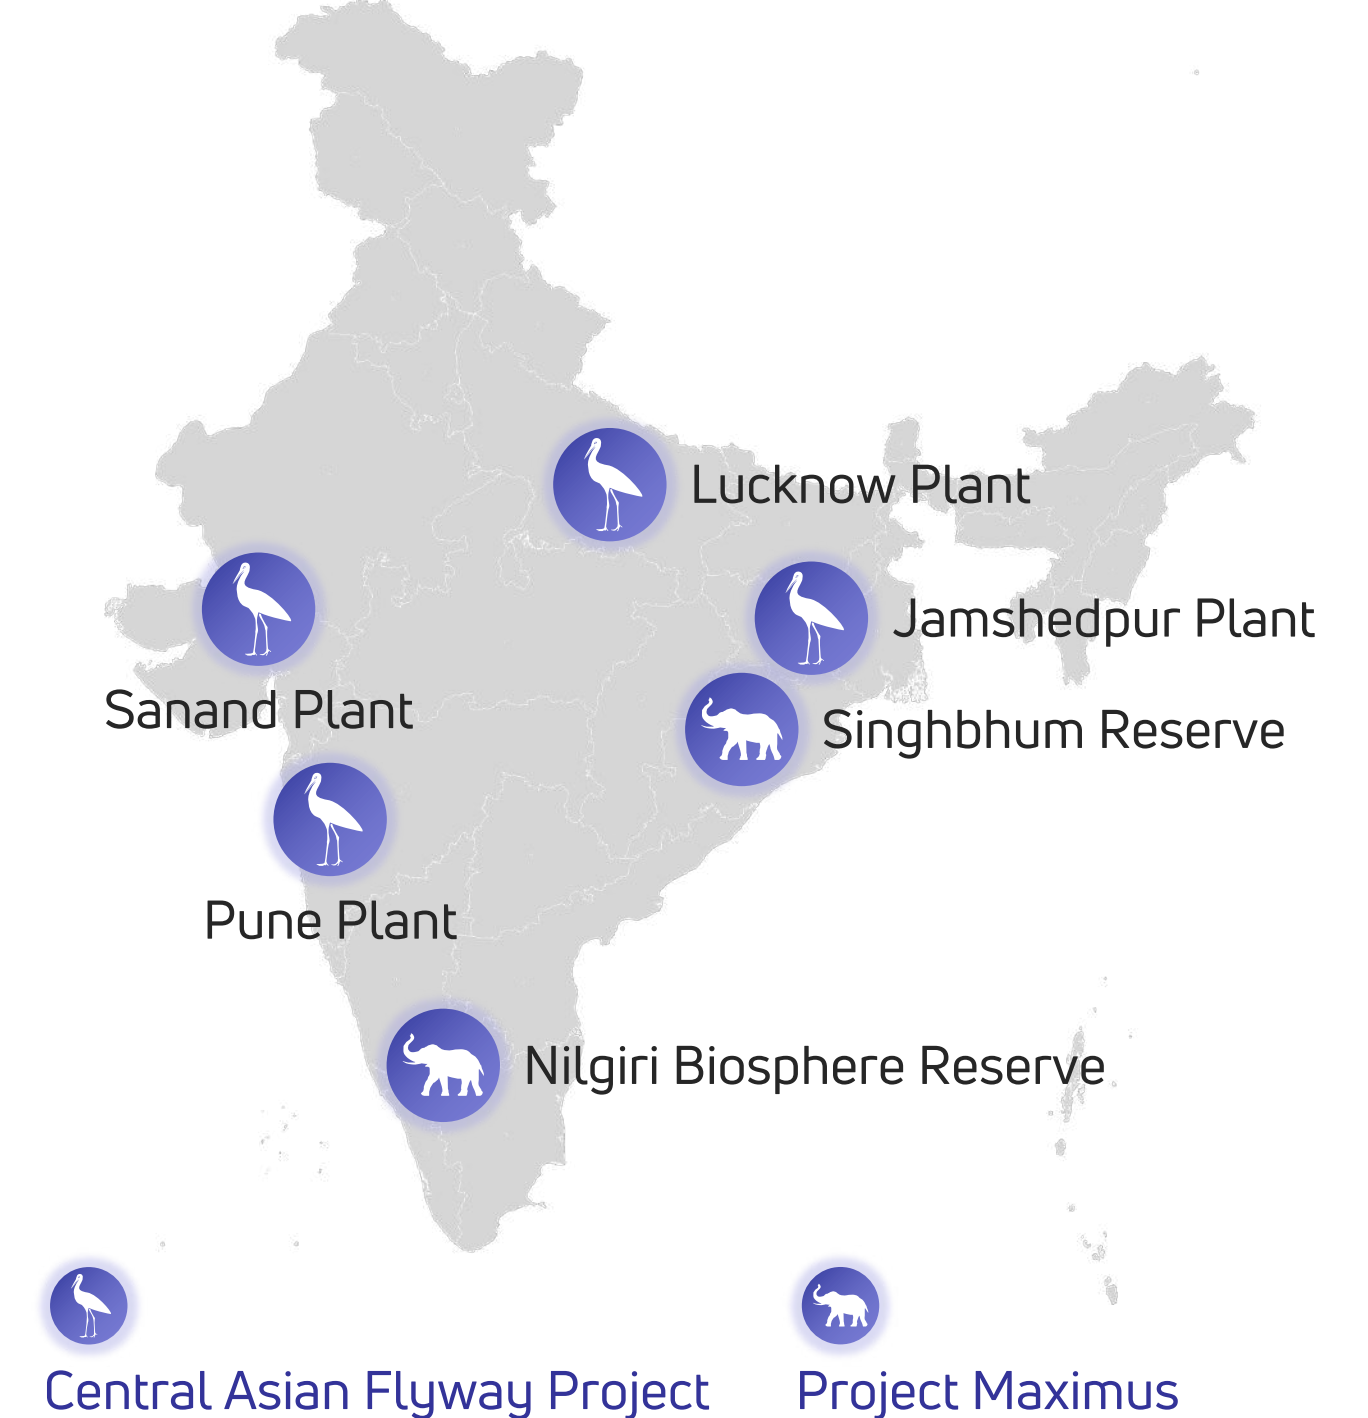 Lucknow Plant
Jamshedpur Plant
Sanand Plant
Singhbhum Reserve
Pune Plant
Nilgiri Biosphere Reserve
Central Asian Flyway Project
Project Maximus